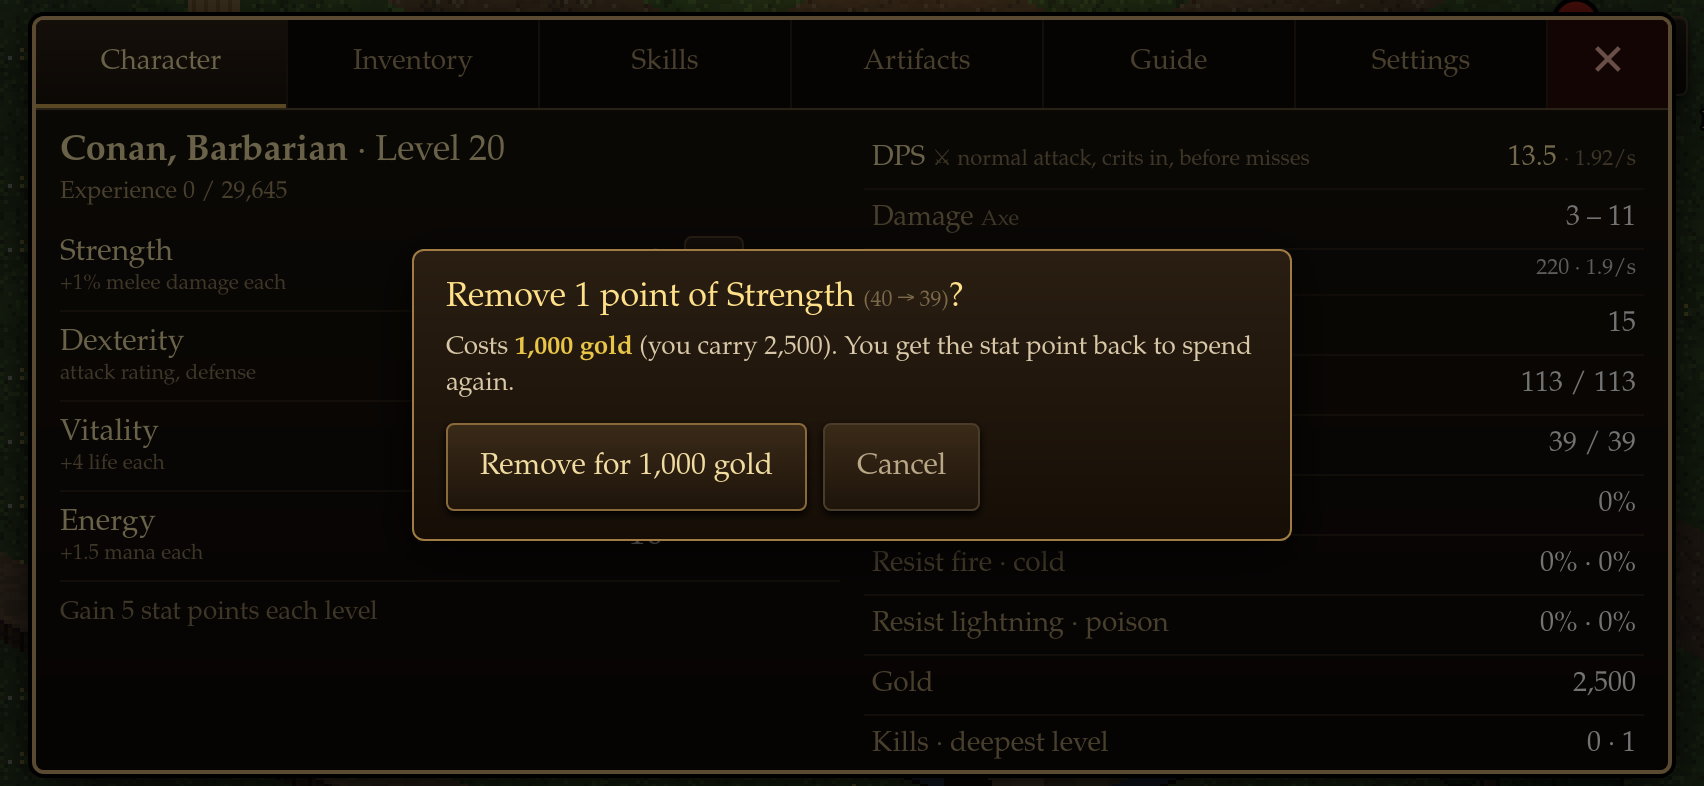 Character
Inventory
Skills
Artifacts
Guide
Settings
✕
Conan, Barbarian · Level 20
Experience 0 / 29,645
Strength
+1% melee damage each
Dexterity
attack rating, defense
Vitality
+4 life each
Energy
+1.5 mana each
Gain 5 stat points each level
DPS ⚔ normal attack, crits in, before misses 13.5 · 1.92/s
Damage Axe 3 – 11
220 · 1.9/s
15
113 / 113
39 / 39
0%
Resist fire · cold 0% · 0%
Resist lightning · poison 0% · 0%
Gold 2,500
Kills · deepest level 0 · 1
Remove 1 point of Strength (40 → 39)?
Costs 1,000 gold (you carry 2,500). You get the stat point back to spend
again.
Remove for 1,000 gold
Cancel